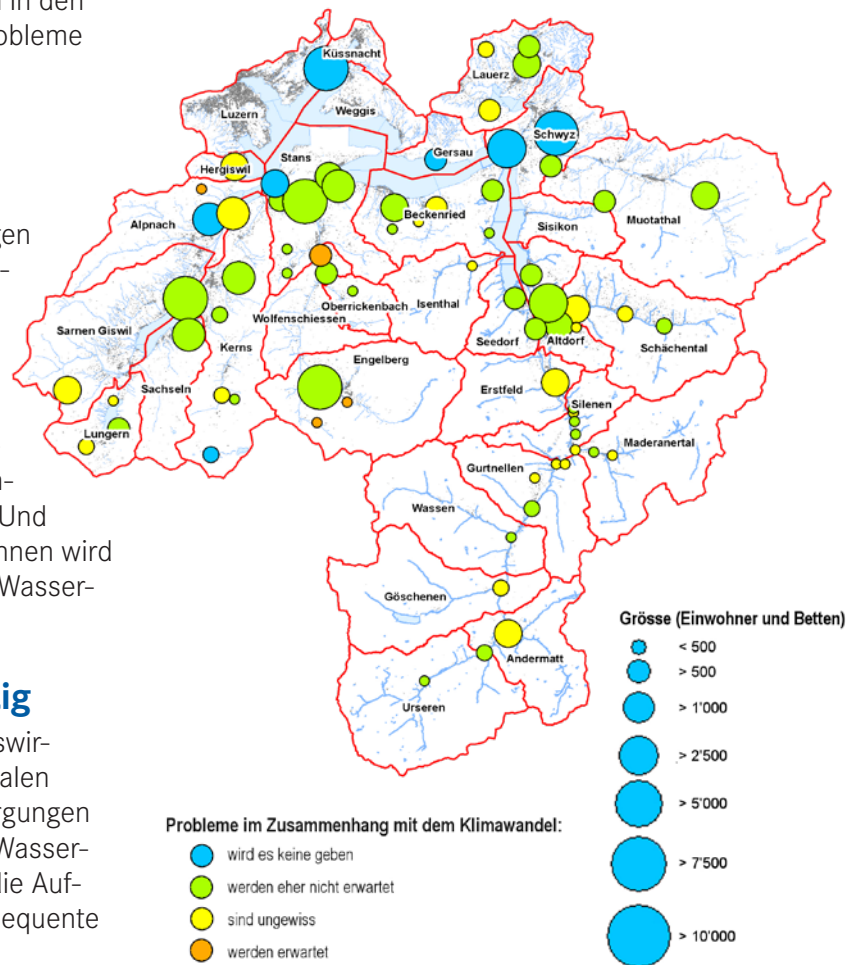 in den
obleme
gen
-
n-
Und
nnen wird
Wasser-
tig
swir-
alen
rgungen
Wasser-
die Auf-
sequente
Küssnacht
Lauerz
Luzern
Weggis
Schwyz
Gersau
Stans
Hergiswil
Beckenried
Muotathal
Alpnach
Sisikon
Isenthal
Oberrickenbach
Sarnen Giswil
Wolfenschiessen
Seedorf
Altdorf
Kerns
Schächental
Engelberg
Sachseln
Erstfeld
Silenen
Lungern
Maderanertal
Gurtnellen
Wassen
Göschenen
Andermatt
Urseren
Grösse (Einwohner und Betten)
< 500
> 500
> 1'000
> 2'500
> 5'000
> 7'500
> 10'000
Probleme im Zusammenhang mit dem Klimawandel:
wird es keine geben
werden eher nicht erwartet
sind ungewiss
werden erwartet